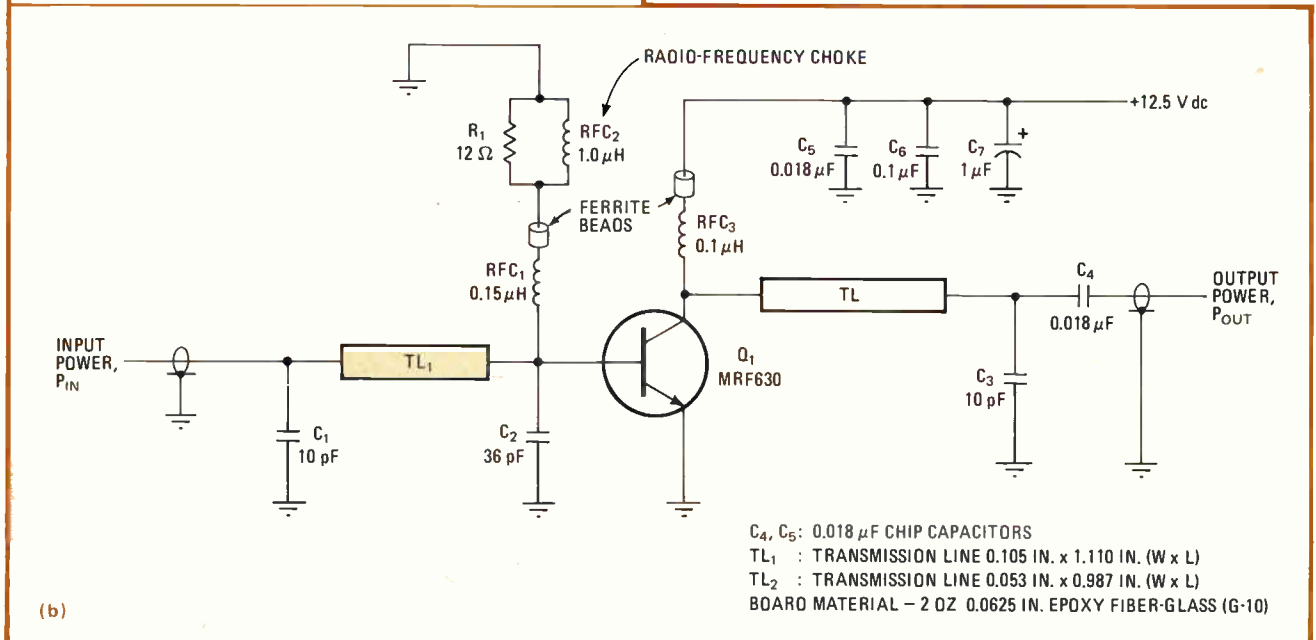 RADIO-FREQUENCY CHOKE
+12.5 V dc
R1
12 Ω
RFC2
1.0 μH
C5
0.018 μF
C6
0.1 μF
C7
1 μF
+
FERRITE
BEADS
RFC3
0.1 μH
RFC1
0.15 μH
C4
0.018 μF
OUTPUT
POWER,
POUT
TL
INPUT
POWER,
PIN
TL1
Q1
MRF630
C3
10 pF
C1
10 pF
C2
36 pF
C4, C5: 0.018 μF CHIP CAPACITORS
TL1 : TRANSMISSION LINE 0.105 IN. x 1.110 IN. (W x L)
TL2 : TRANSMISSION LINE 0.053 IN. x 0.987 IN. (W x L)
BOARD MATERIAL – 2 OZ 0.0625 IN. EPOXY FIBER-GLASS (G-10)
(b)